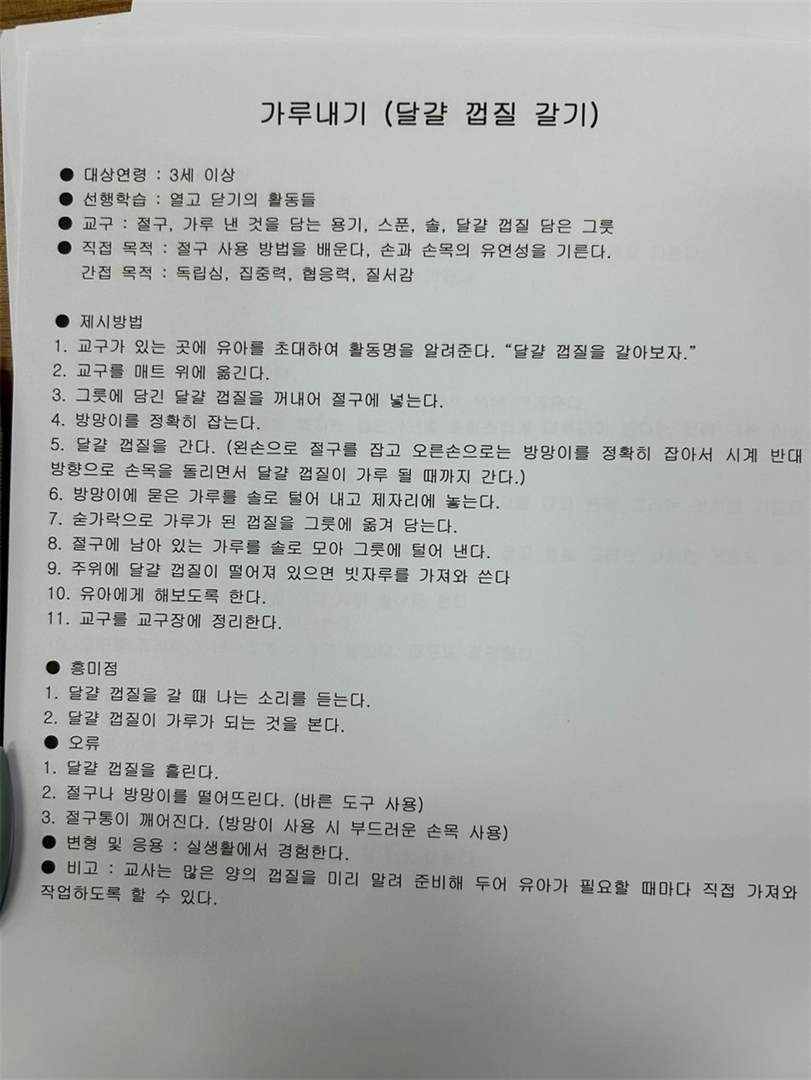 가루내기 (달걀 껍질 갈기)
● 대상연령 : 3세 이상
● 선행학습 : 열고 닫기의 활동들
● 교구 : 절구, 가루 낸 것을 담는 용기, 스푼, 솔, 달걀 껍질 담은 그릇
● 직접 목적 : 절구 사용 방법을 배운다, 손과 손목의 유연성을 기른다.
간접 목적 : 독립심, 집중력, 협응력, 질서감
● 제시방법
1. 교구가 있는 곳에 유아를 초대하여 활동명을 알려준다. “달걀 껍질을 갈아보자.”
2. 교구를 매트 위에 옮긴다.
3. 그릇에 담긴 달걀 껍질을 꺼내어 절구에 넣는다.
4. 방망이를 정확히 잡는다.
5. 달걀 껍질을 간다. (왼손으로 절구를 잡고 오른손으로는 방망이를 정확히 잡아서 시계 반대
방향으로 손목을 돌리면서 달걀 껍질이 가루 될 때까지 간다.)
6. 방망이에 묻은 가루를 솔로 털어 내고 제자리에 놓는다.
7. 숟가락으로 가루가 된 껍질을 그릇에 옮겨 담는다.
8. 절구에 남아 있는 가루를 솔로 모아 그릇에 털어 낸다.
9. 주위에 달걀 껍질이 떨어져 있으면 빗자루를 가져와 쓴다
10. 유아에게 해보도록 한다.
11. 교구를 교구장에 정리한다.
● 흥미점
1. 달걀 껍질을 갈 때 나는 소리를 듣는다.
2. 달걀 껍질이 가루가 되는 것을 본다.
● 오류
1. 달걀 껍질을 흘린다.
2. 절구나 방망이를 떨어뜨린다. (바른 도구 사용)
3. 절구통이 깨어진다. (방망이 사용 시 부드러운 손목 사용)
● 변형 및 응용 : 실생활에서 경험한다.
● 비고 : 교사는 많은 양의 껍질을 미리 말려 준비해 두어 유아가 필요할 때마다 직접 가져와
작업하도록 할 수 있다.